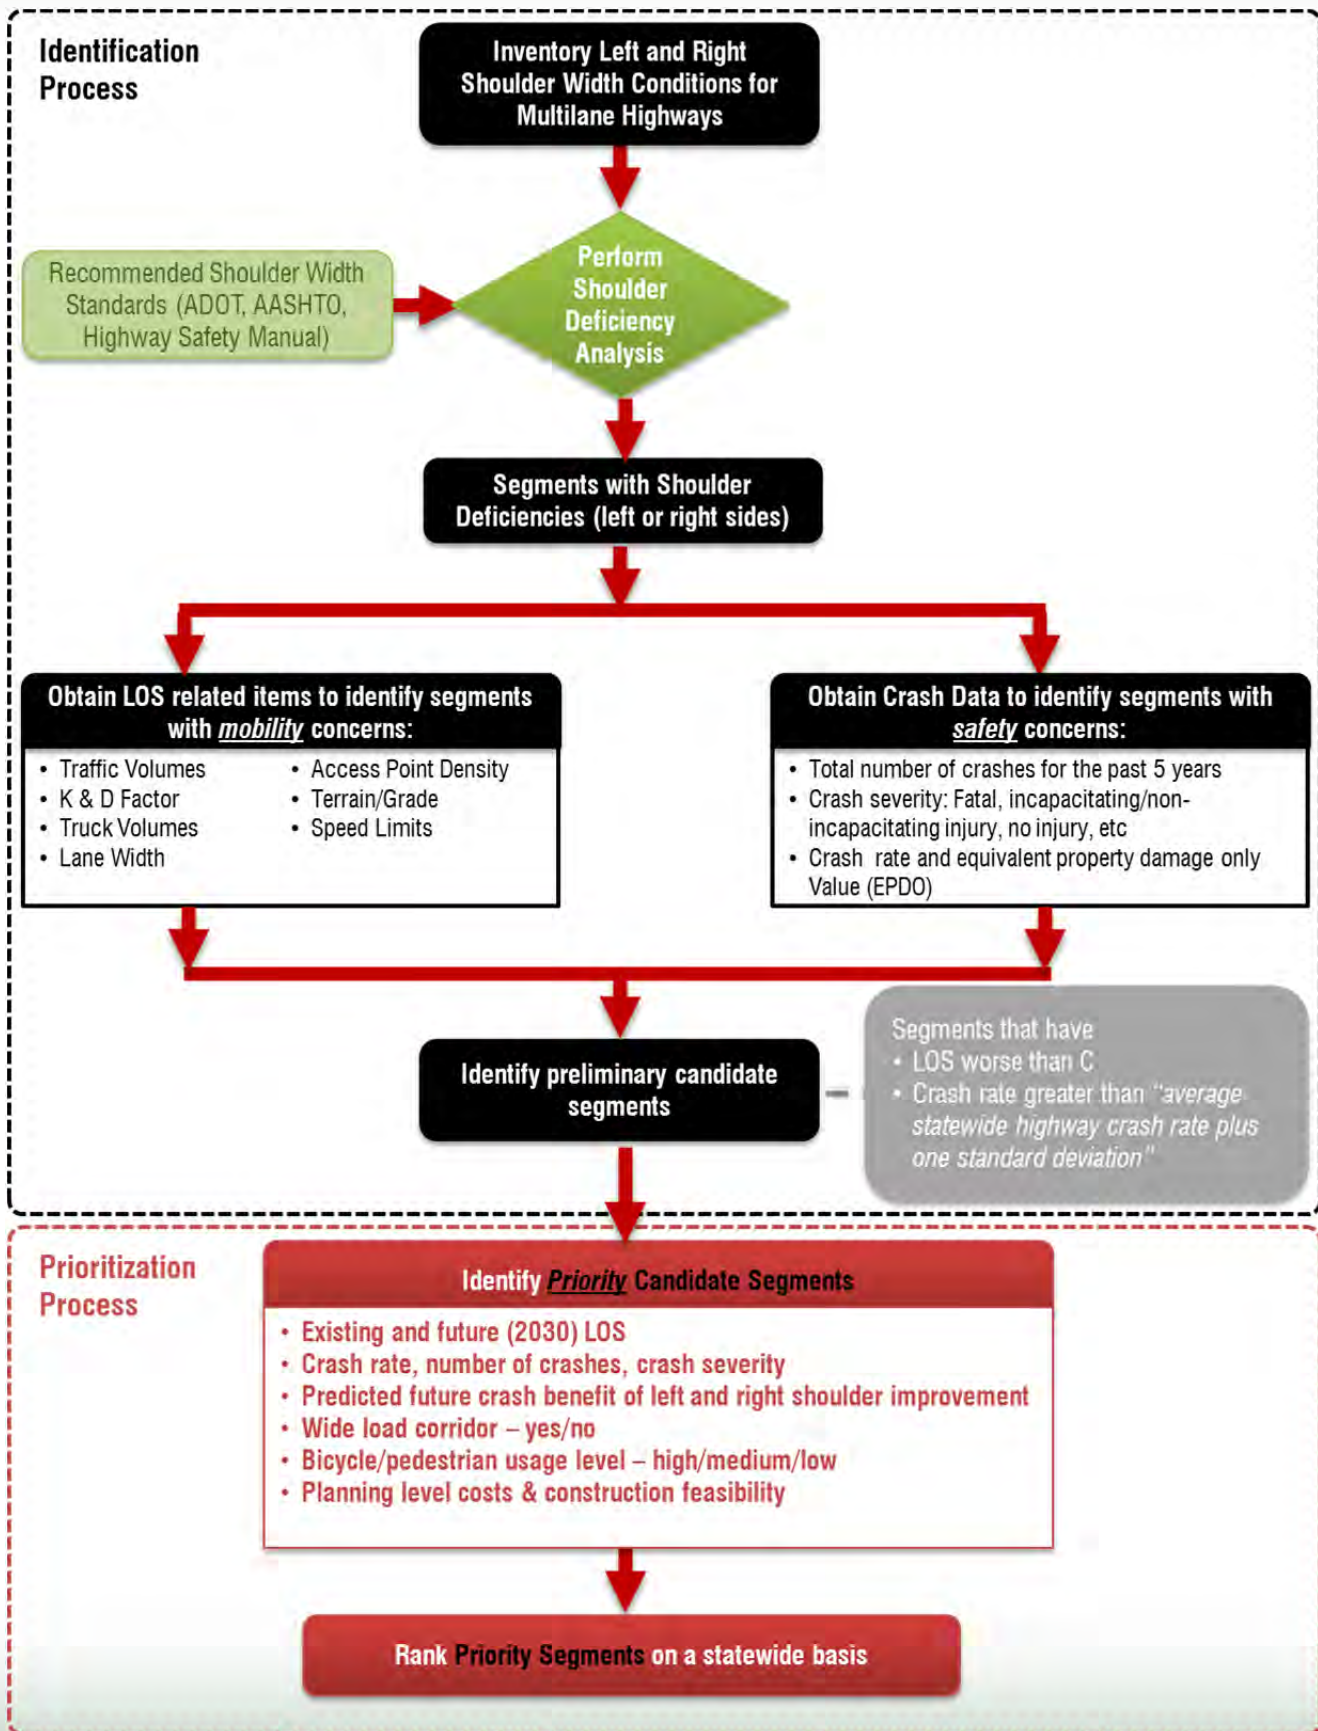 Identification
Process
Inventory Left and Right
Shoulder Width Conditions for
Multilane Highways
Recommended Shoulder Width
Standards (ADOT, AASHTO,
Highway Safety Manual)
Perform
Shoulder
Deficiency
Analysis
Segments with Shoulder
Deficiencies (left or right sides)
Obtain LOS related items to identify segments
with mobility concerns:
• Traffic Volumes
• K & D Factor
• Truck Volumes
• Lane Width
• Access Point Density
• Terrain/Grade
• Speed Limits
Obtain Crash Data to identify segments with
safety concerns:
• Total number of crashes for the past 5 years
• Crash severity: Fatal, incapacitating/non-
incapacitating injury, no injury, etc
• Crash rate and equivalent property damage only
Value (EPDO)
Identify preliminary candidate
segments
Segments that have
• LOS worse than C
• Crash rate greater than "average
statewide highway crash rate plus
one standard deviation"
Prioritization
Process
Identify Priority Candidate Segments
• Existing and future (2030) LOS
• Crash rate, number of crashes, crash severity
• Predicted future crash benefit of left and right shoulder improvement
• Wide load corridor – yes/no
• Bicycle/pedestrian usage level – high/medium/low
• Planning level costs & construction feasibility
Rank Priority Segments on a statewide basis